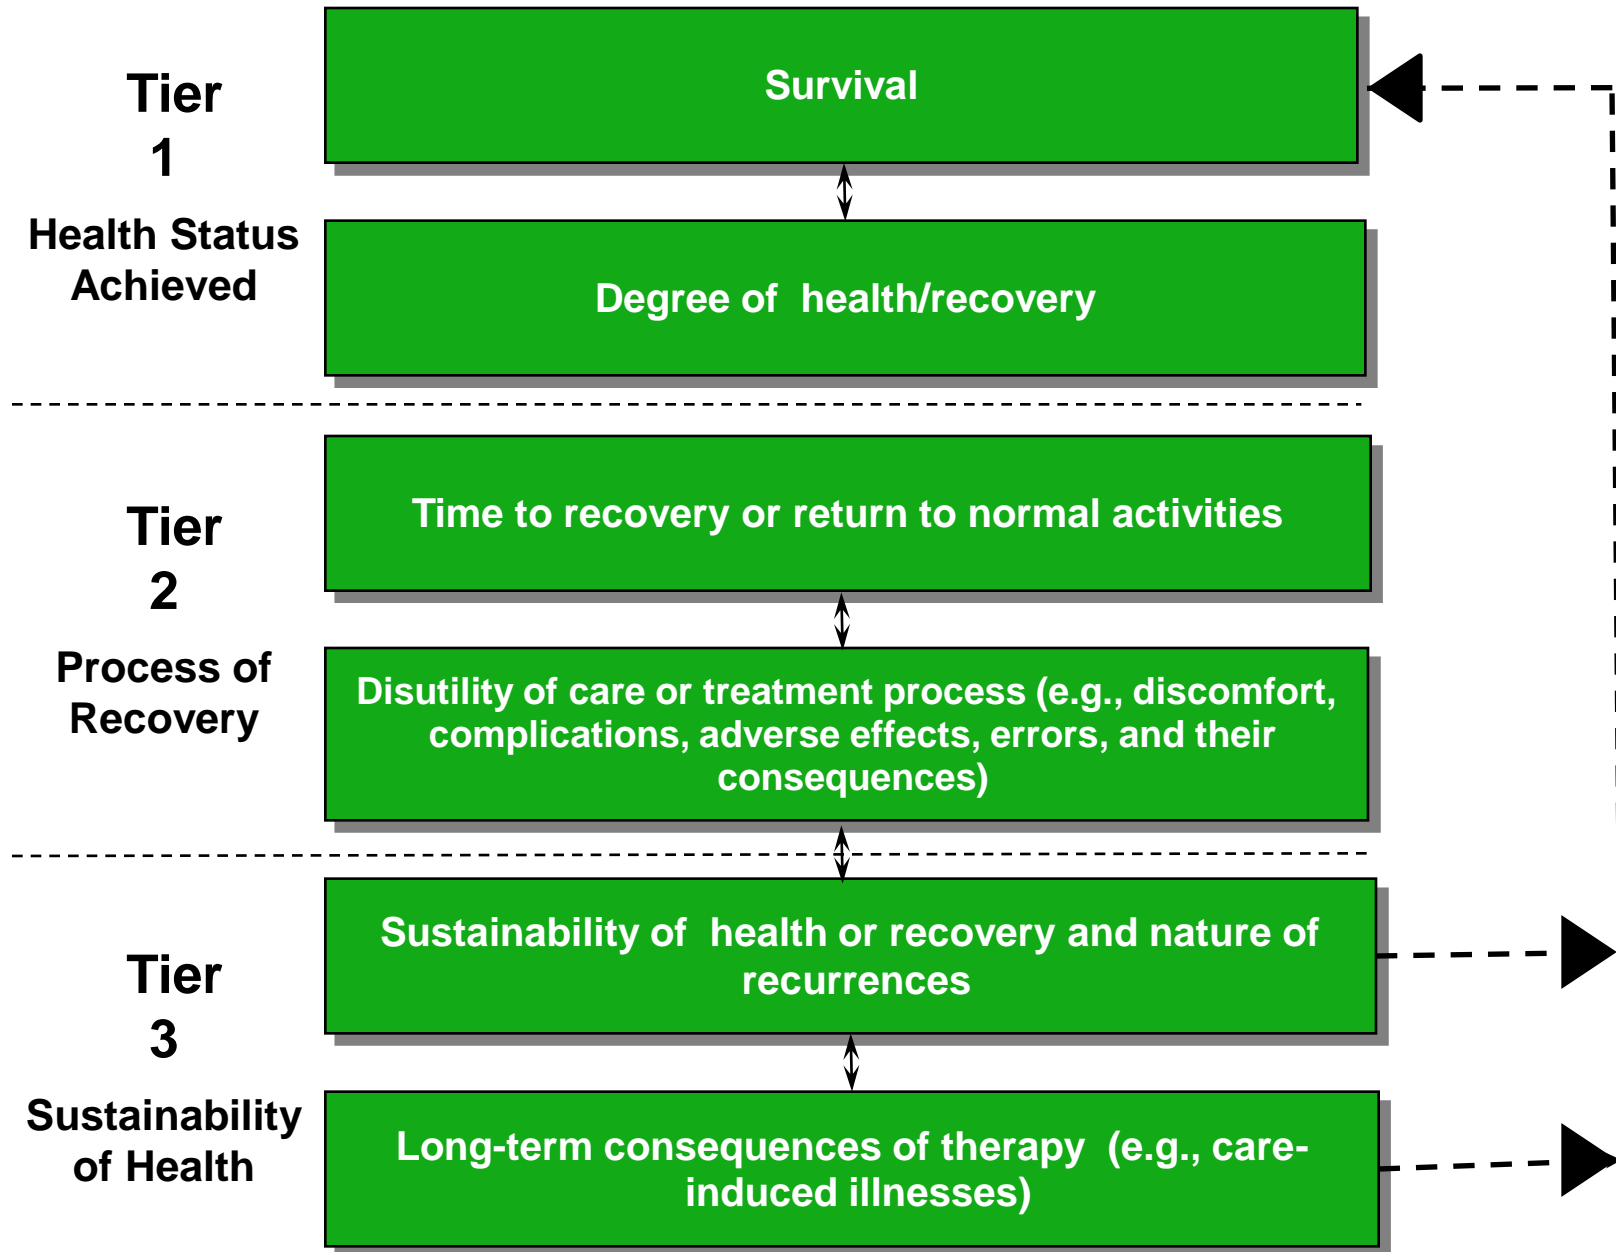 Tier
1
Health Status
Achieved
Survival
Degree of  health/recovery
Tier
2
Process of
Recovery
Time to recovery or return to normal activities
Disutility of care or treatment process (e.g., discomfort,
complications, adverse effects, errors, and their
consequences)
Tier
3
Sustainability
of Health
Sustainability of  health or recovery and nature of
recurrences
Long-term consequences of therapy  (e.g., care-
induced illnesses)